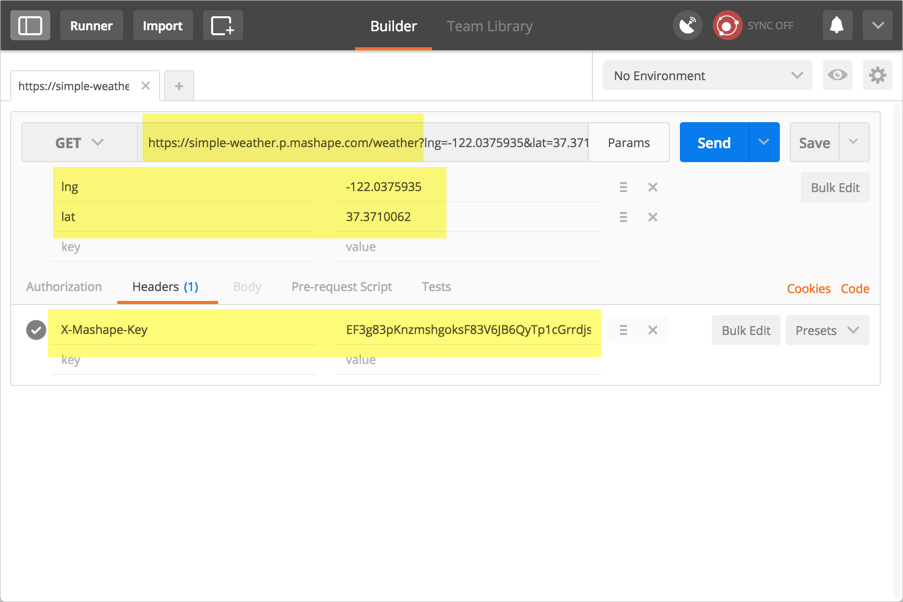 Runner Import Builder Team Library SYNC OFF
https://simple-weathe No Environment
GET https://simple-weather.p.mashape.com/weather?lng=-122.0375935&lat=37.371 Params Send Save
lng -122.0375935 Bulk Edit
lat 37.3710062
key value
Authorization Headers (1) Body Pre-request Script Tests Cookies Code
X-Mashape-Key EF3g83pKnzmshgoksF83V6JB6QyTp1cGrrdjs Bulk Edit Presets
key value